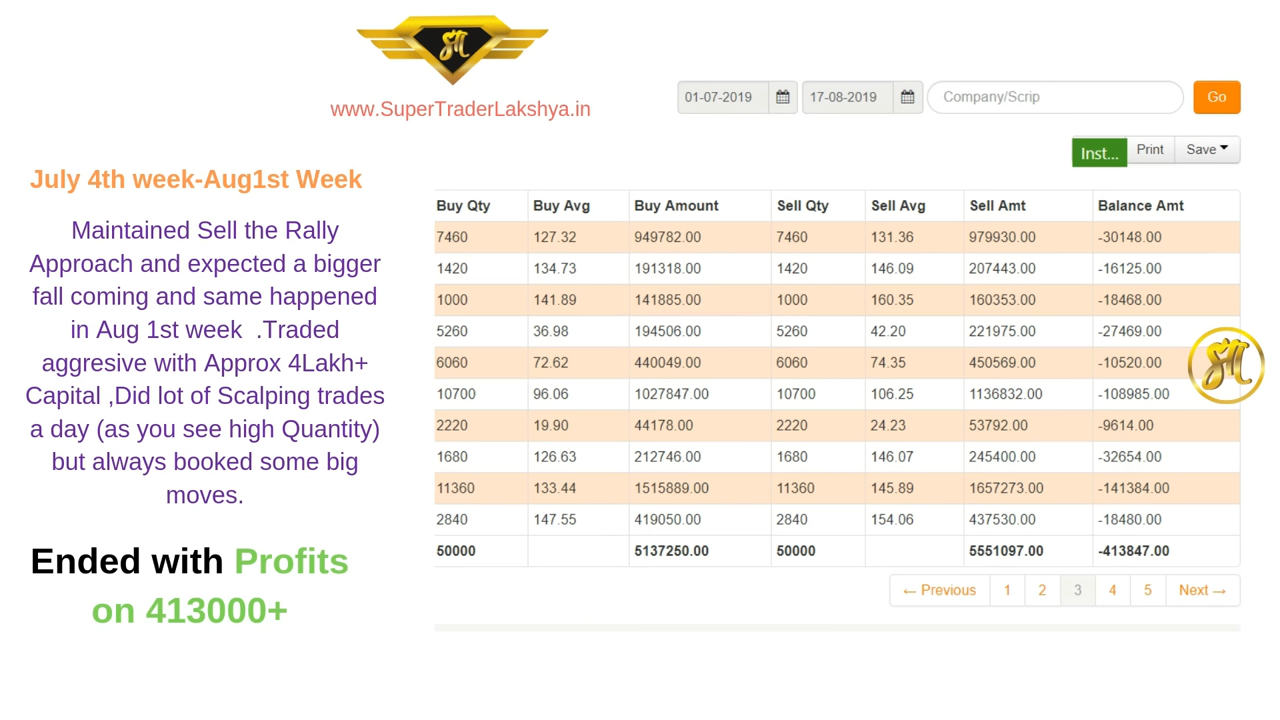 www.SuperTraderLakshya.in
01-07-2019 17-08-2019 Company/Scrip Go
Inst... Print Save
July 4th week-Aug1st Week
Maintained Sell the Rally
Approach and expected a bigger
fall coming and same happened
in Aug 1st week .Traded
aggresive with Approx 4Lakh+
Capital ,Did lot of Scalping trades
a day (as you see high Quantity)
but always booked some big
moves.
Ended with Profits
on 413000+
Buy Qty Buy Avg Buy Amount Sell Qty Sell Avg Sell Amt Balance Amt
7460 127.32 949782.00 7460 131.36 979930.00 -30148.00
1420 134.73 191318.00 1420 146.09 207443.00 -16125.00
1000 141.89 141885.00 1000 160.35 160353.00 -18468.00
5260 36.98 194506.00 5260 42.20 221975.00 -27469.00
6060 72.62 440049.00 6060 74.35 450569.00 -10520.00
10700 96.06 1027847.00 10700 106.25 1136832.00 -108985.00
2220 19.90 44178.00 2220 24.23 53792.00 -9614.00
1680 126.63 212746.00 1680 146.07 245400.00 -32654.00
11360 133.44 1515889.00 11360 145.89 1657273.00 -141384.00
2840 147.55 419050.00 2840 154.06 437530.00 -18480.00
50000 5137250.00 50000 5551097.00 -413847.00
← Previous 1 2 3 4 5 Next →